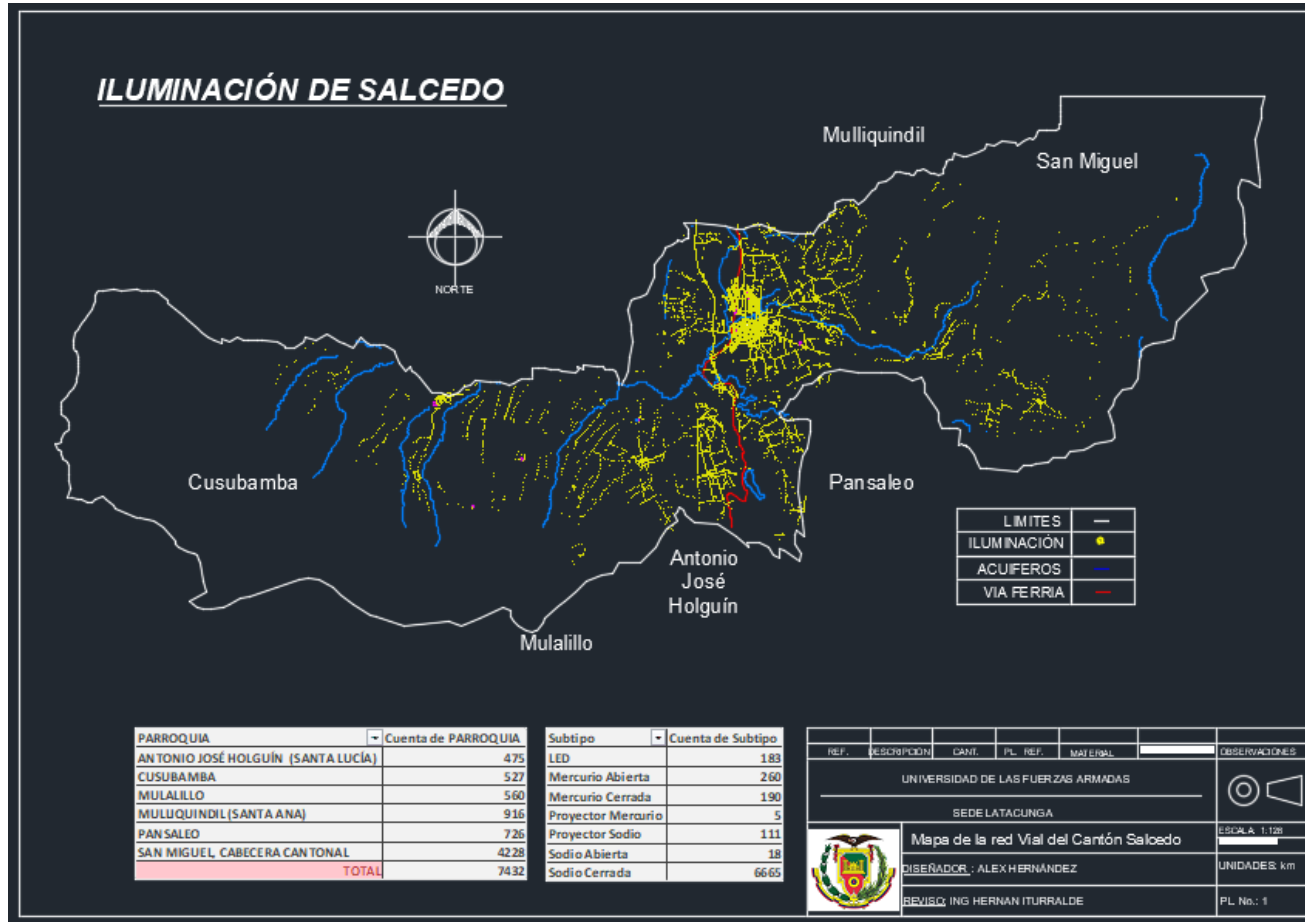 ILUMINACIÓN DE SALCEDO
Mulliquindil
San Miguel
NORTE
Cusubamba
Pansaleo
Antonio
José
Holguín
Mulalillo
LIMITES
ILUMINACIÓN
ACUIFEROS
VIA FERRIA
PARROQUIA Cuenta de PARROQUIA
ANTONIO JOSÉ HOLGUÍN (SANTA LUCÍA) 475
CUSUBAMBA 527
MULALILLO 560
MULLIQUINDIL (SANTA ANA) 916
PANSALEO 726
SAN MIGUEL, CABECERA CANTONAL 4228
TOTAL 7432
Subtipo Cuenta de Subtipo
LED 183
Mercurio Abierta 260
Mercurio Cerrada 190
Proyector Mercurio 5
Proyector Sodio 111
Sodio Abierta 18
Sodio Cerrada 6665
REF. DESCRIPCIÓN CANT. PL. REF. MATERIAL OBSERVACIONES
UNIVERSIDAD DE LAS FUERZAS ARMADAS
SEDE LATACUNGA
Mapa de la red Vial del Cantón Salcedo
ESCALA 1:128
DISEÑADOR : ALEX HERNÁNDEZ
UNIDADES: km
REVISO: ING HERNAN ITURRALDE
PL. No.: 1